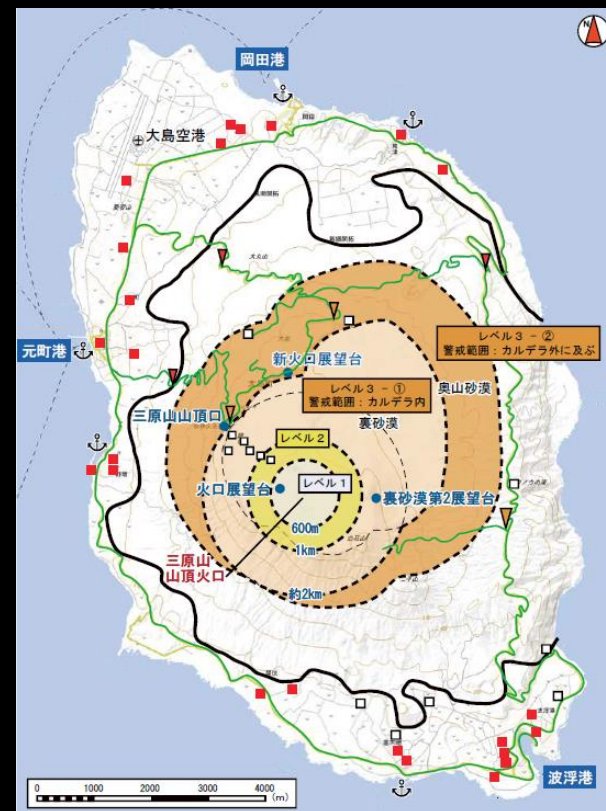 N
岡田港
岡田
大島空港
元町港
新火口展望台
三原山山頂口
レベル3－②
警戒範囲：カルデラ外に及ぶ
奥山砂漠
レベル3－①
警戒範囲：カルデラ内
裏砂漠
レベル2
レベル1
火口展望台
裏砂漠第2展望台
600m
1km
三原山
山頂火口
約2km
波浮港
0 1000 2000 3000 4000
(m)